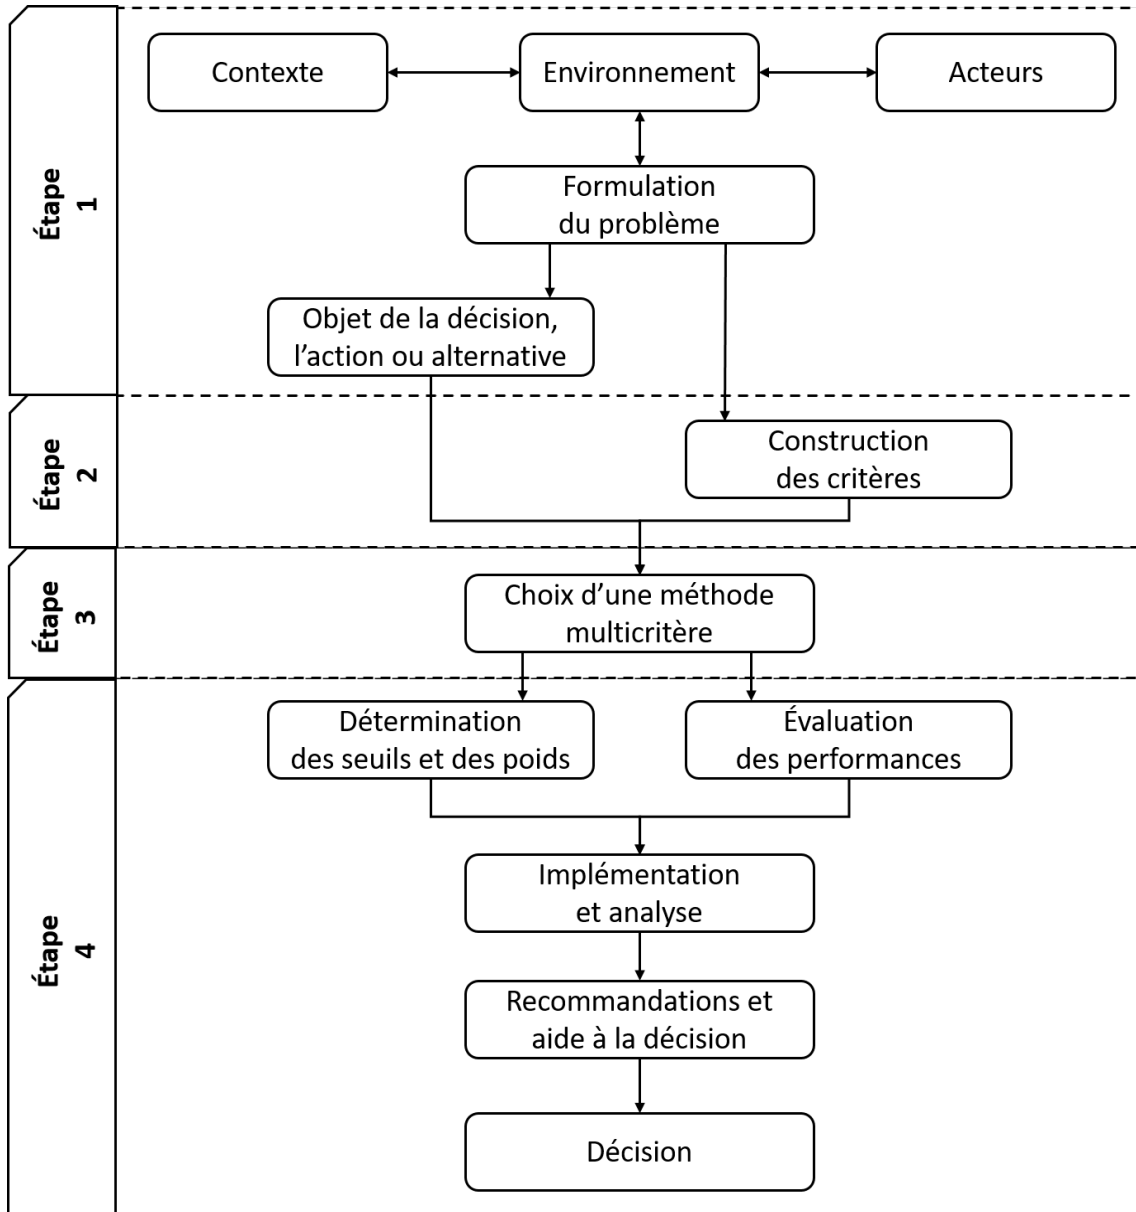 Étape
1
Contexte
Environnement
Acteurs
Formulation
du problème
Objet de la décision,
l’action ou alternative
Étape
2
Construction
des critères
Étape
3
Choix d’une méthode
multicritère
Étape
4
Détermination
des seuils et des poids
Évaluation
des performances
Implémentation
et analyse
Recommandations et
aide à la décision
Décision